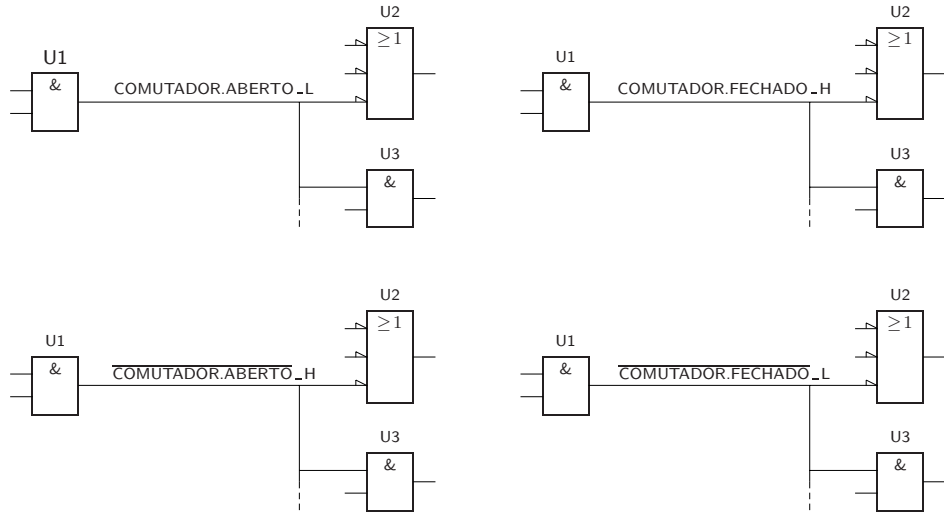 U2
≥1
U1
&
COMUTADOR.ABERTO_L
U3
&
U2
≥1
U1
&
COMUTADOR.FECHADO_H
U3
&
U2
≥1
U1
&
COMUTADOR.ABERTO_H
U3
&
U2
≥1
U1
&
COMUTADOR.FECHADO_L
U3
&